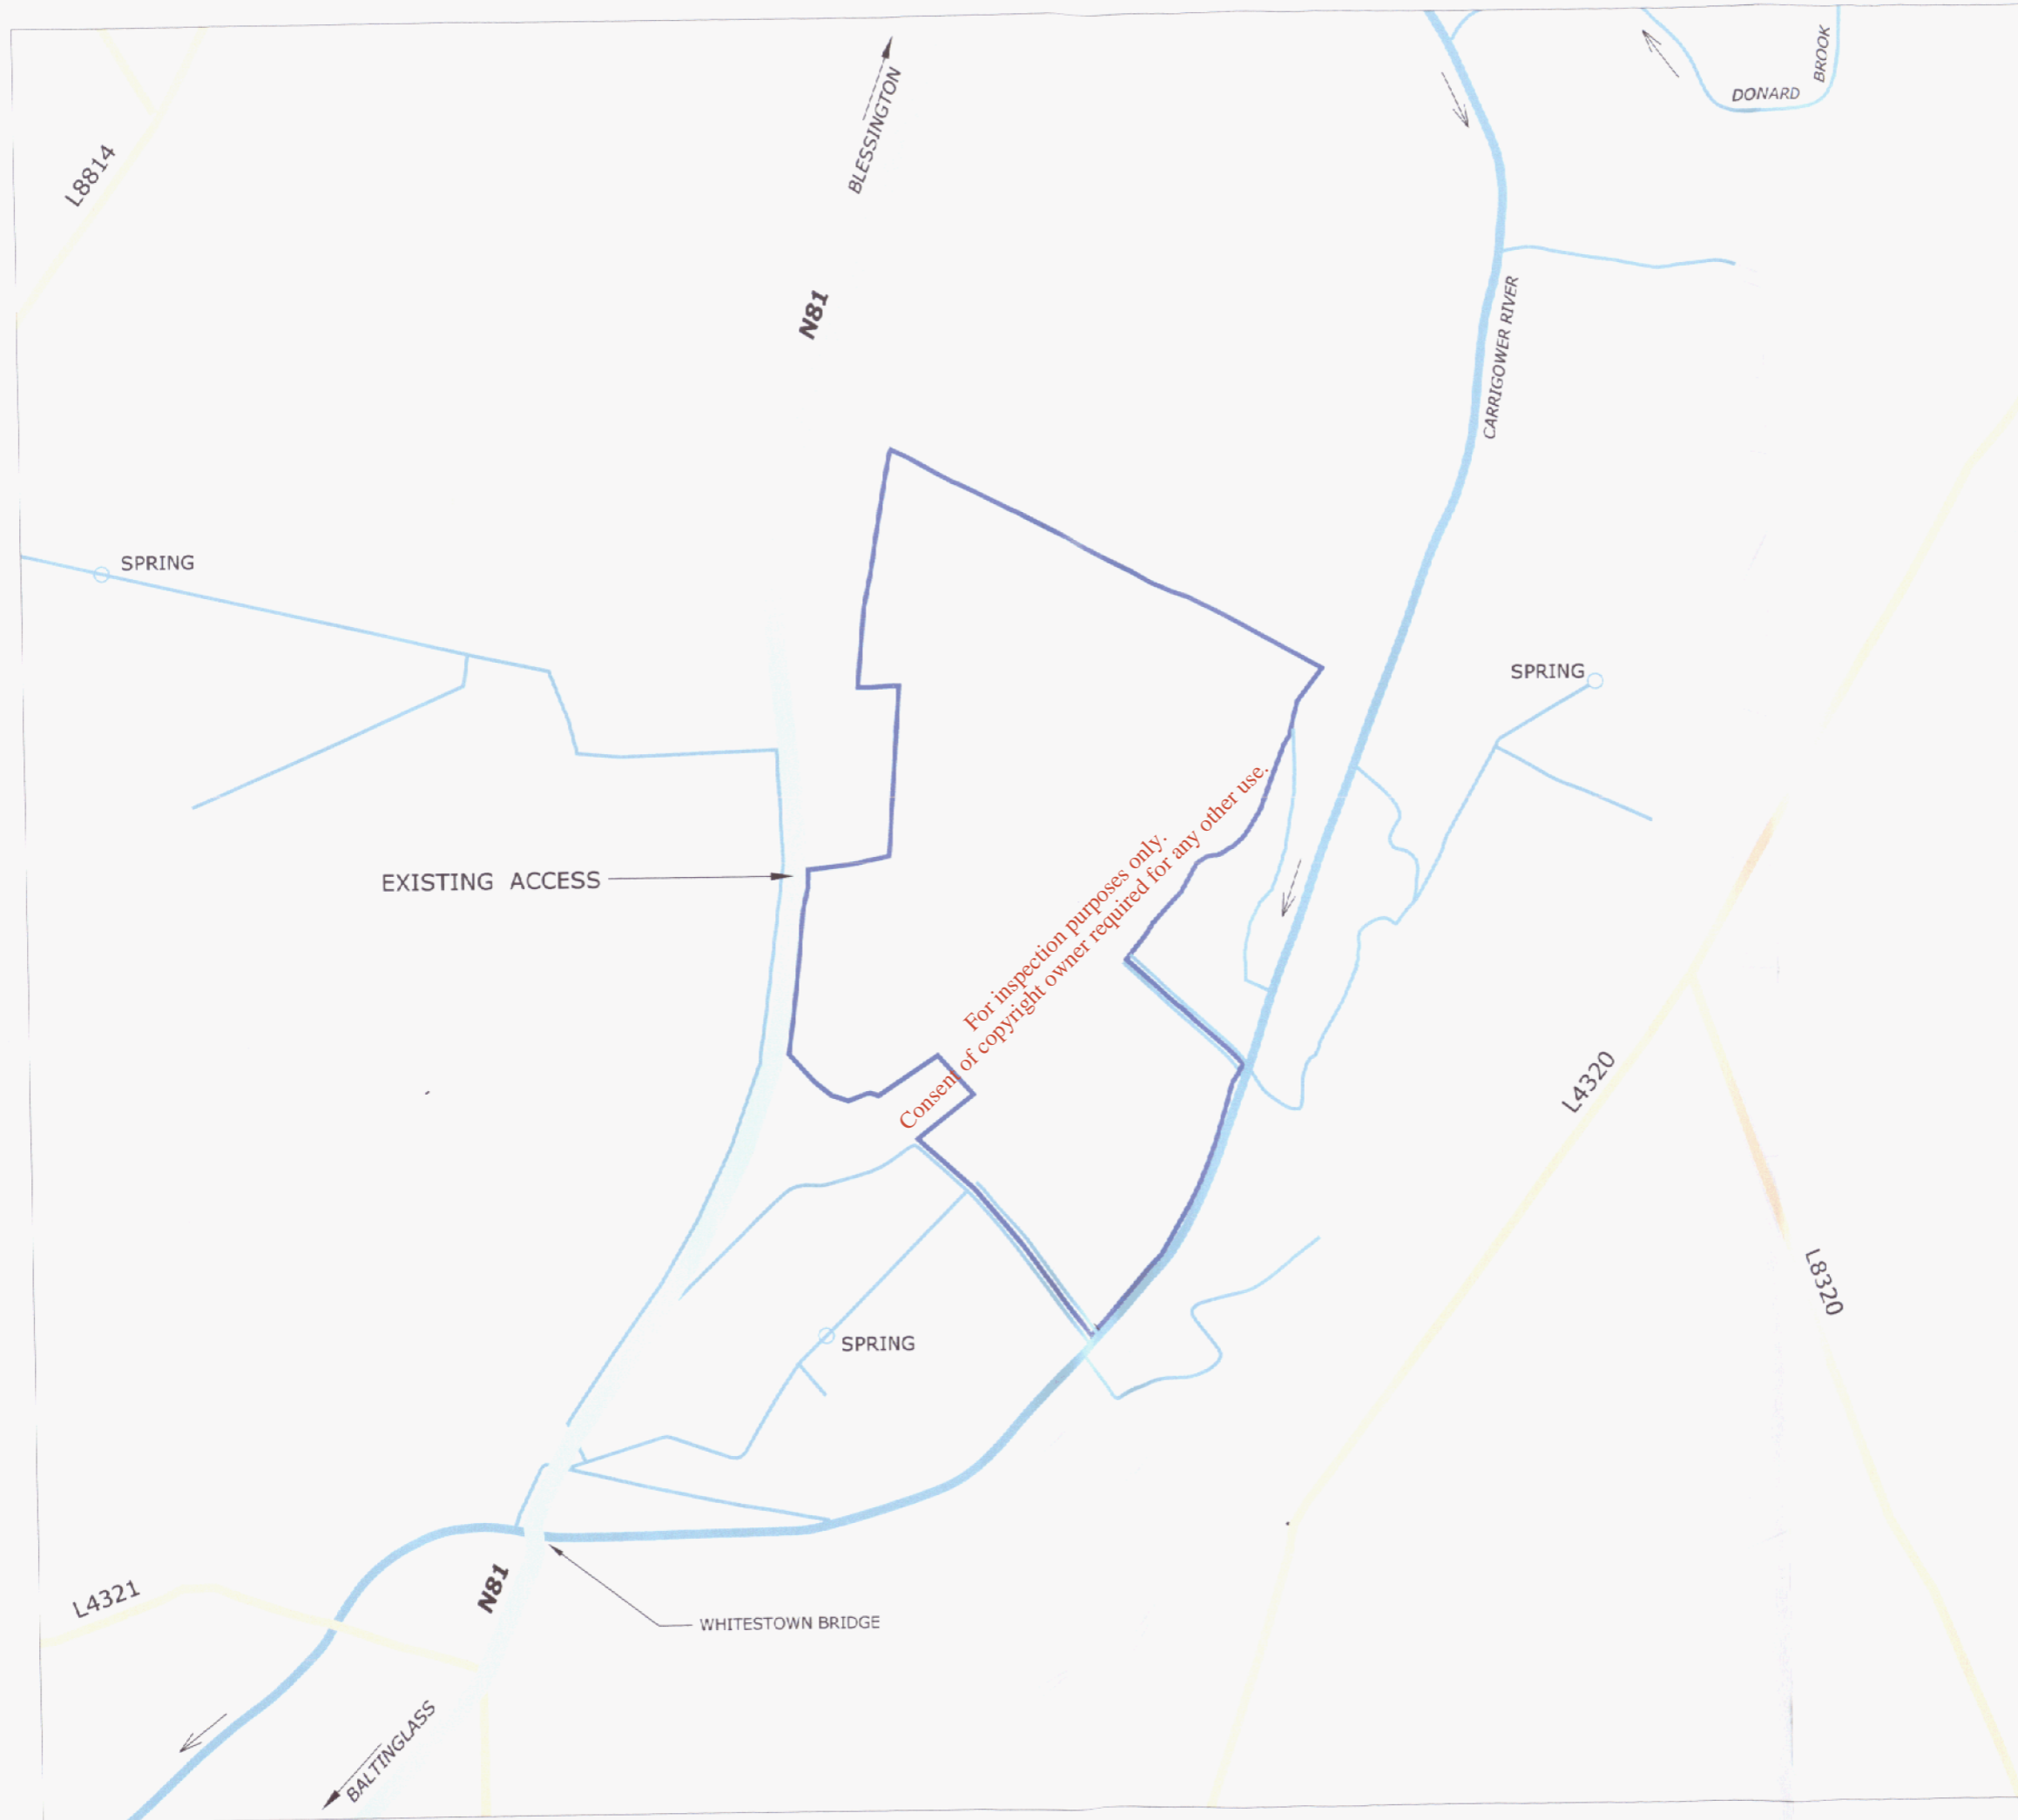 BROOK
DONARD
BLESSINGTON
L8814
N81
CARRIGOWER RIVER
SPRING
SPRING
EXISTING ACCESS
For inspection purposes only.
Consent of copyright owner required for any other use.
L4320
L8320
SPRING
N81
L4321
WHITESTOWN BRIDGE
BALTINGLASS